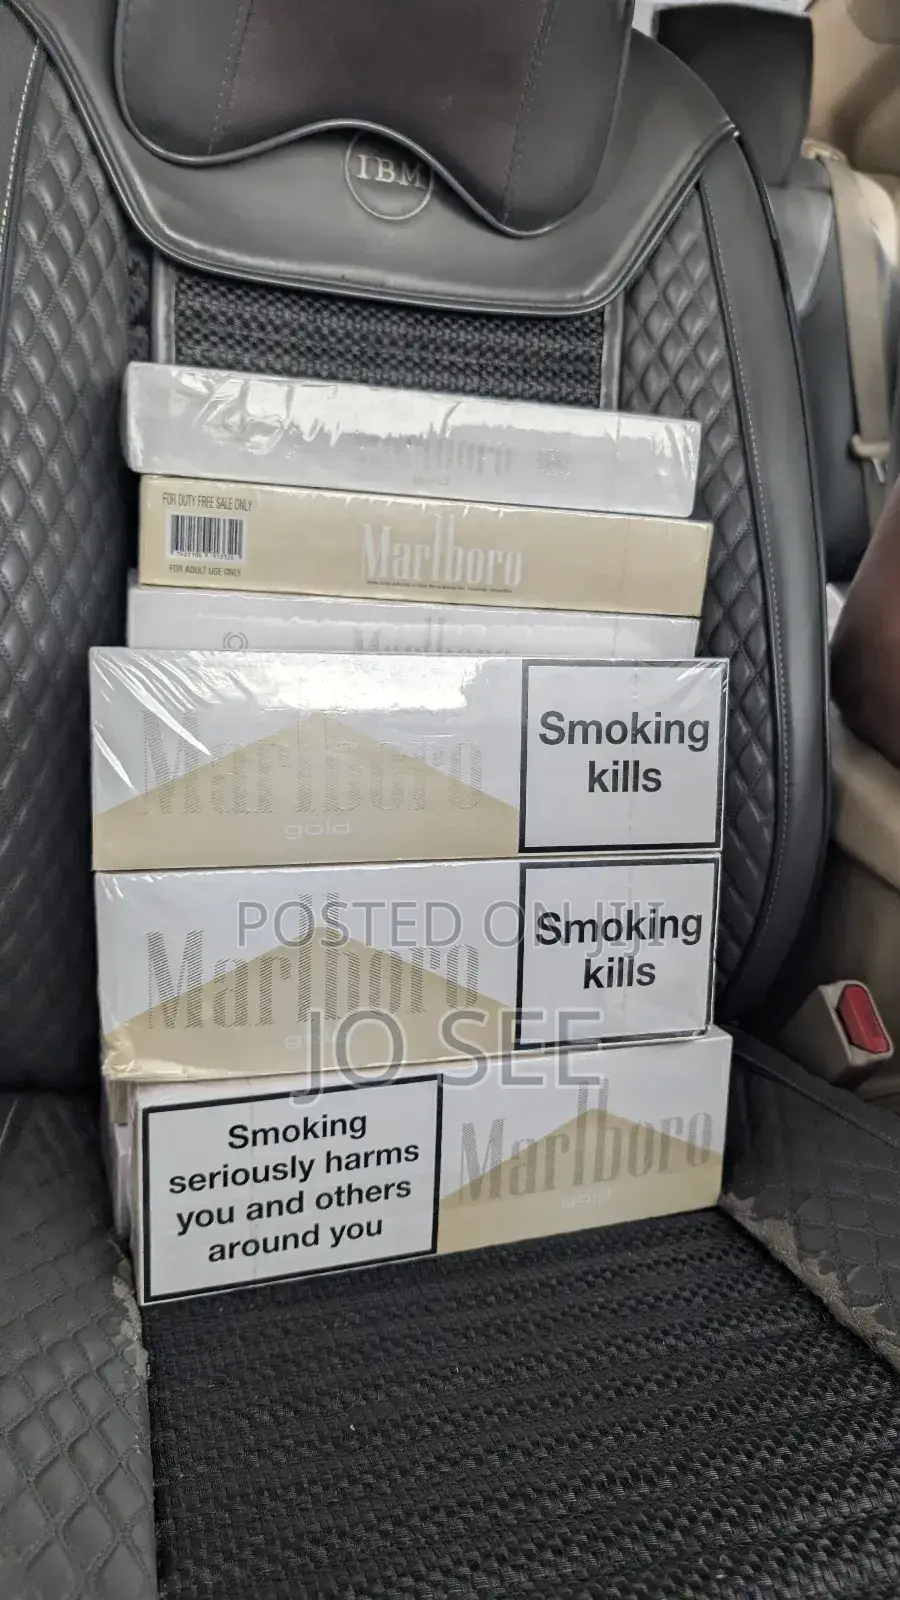 IBM
Marlboro
FOR DUTY FREE SALE ONLY
FOR ADULT USE ONLY
Marlboro
Marlboro
Marlboro
gold
Smoking
kills
POSTED ON JIJI
Marlboro
gold
Smoking
kills
JO SEE
Smoking
seriously harms
you and others
around you
Marlboro
gold